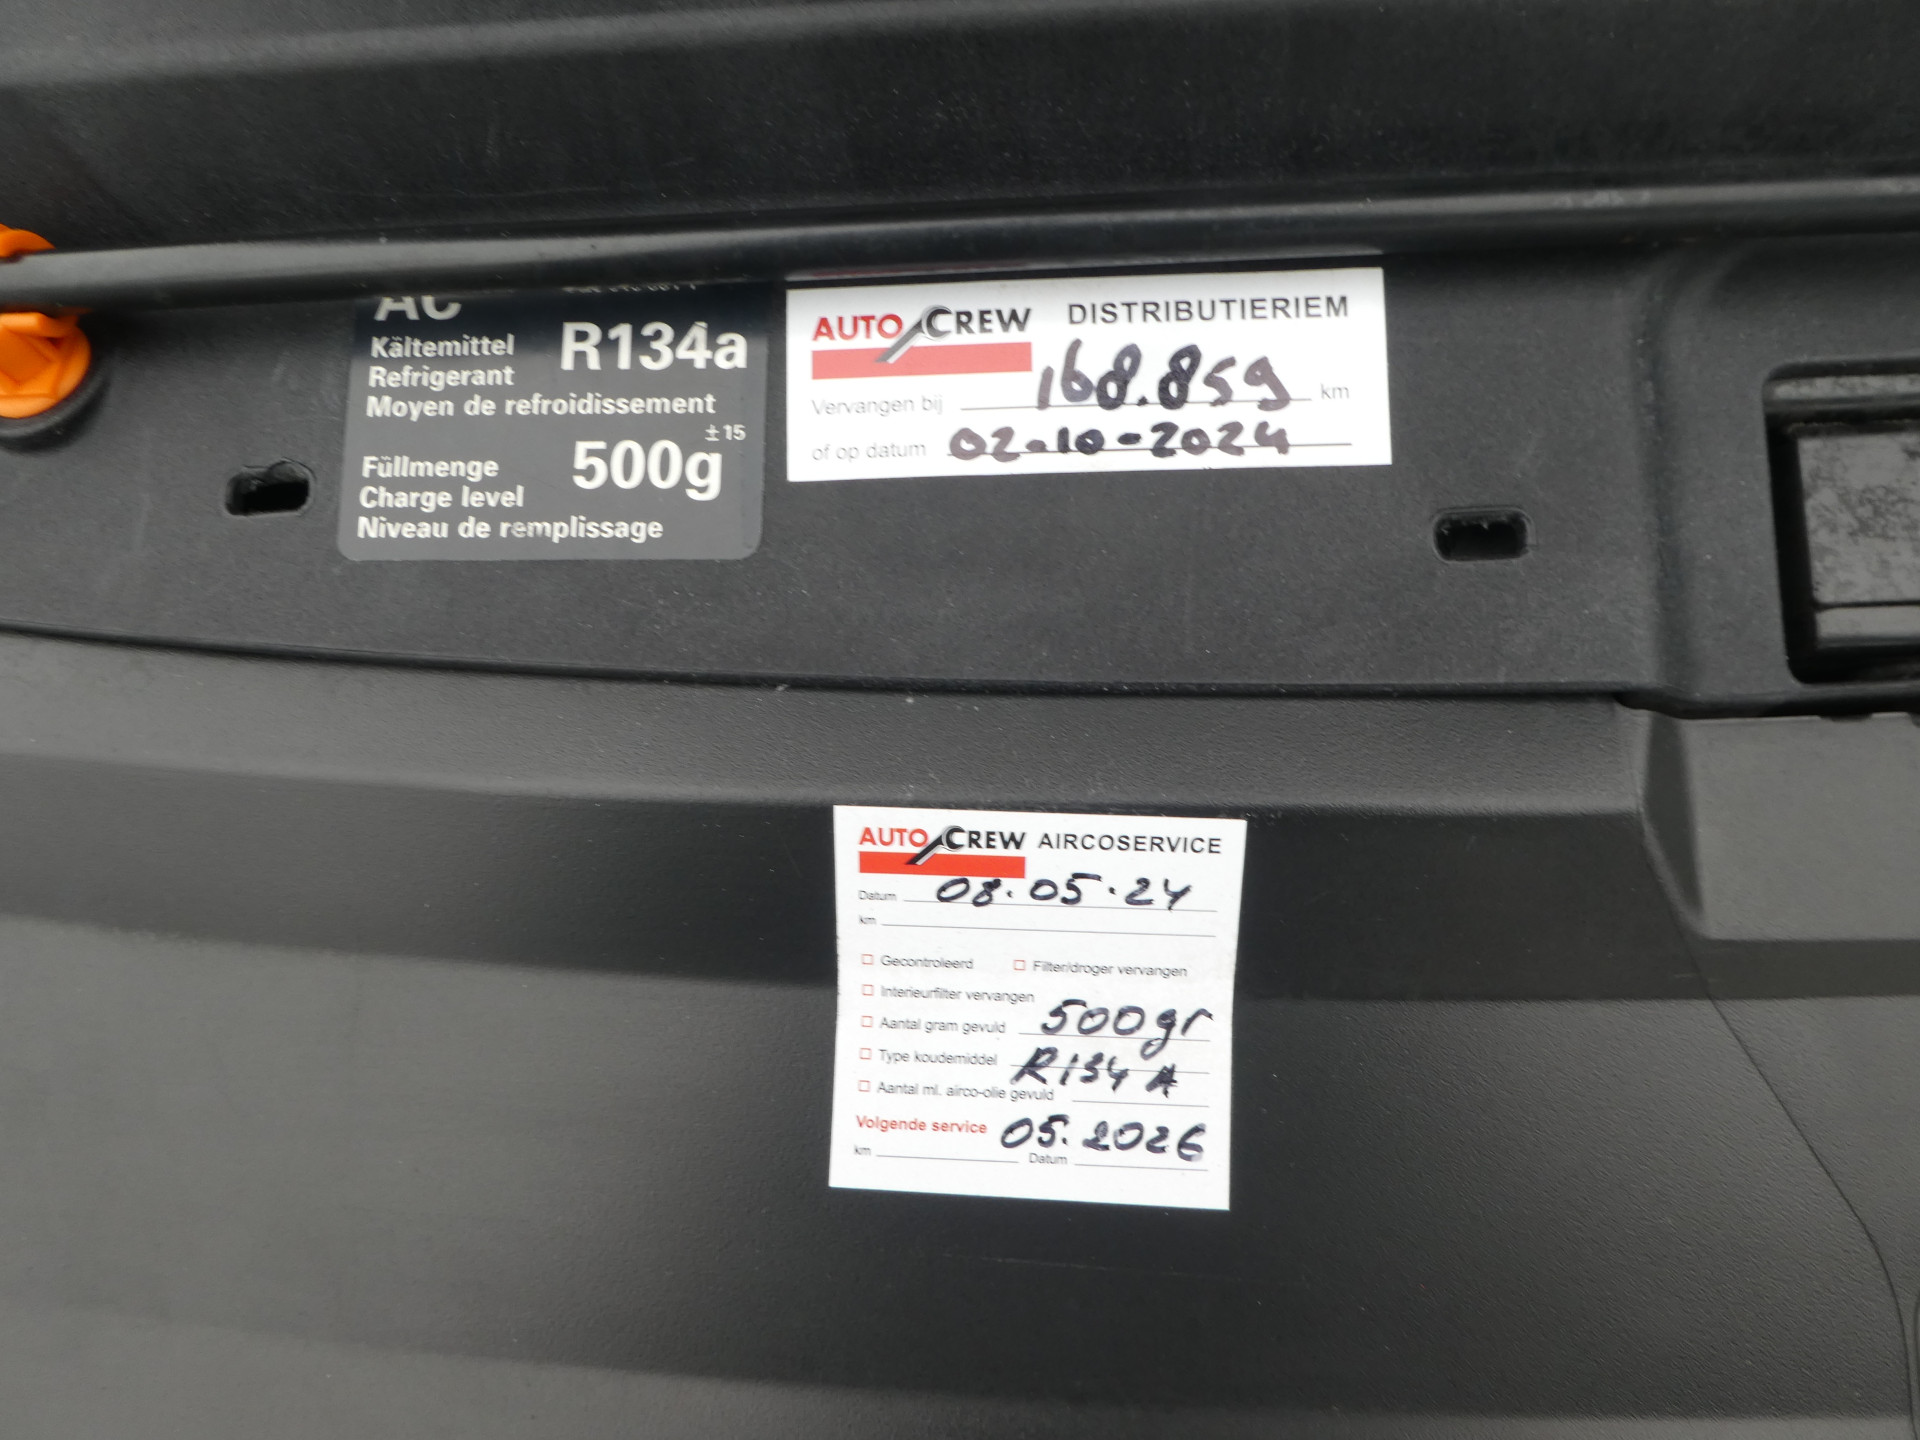 AC
Kältemittel R134a
Refrigerant
Moyen de refroidissement
±15
Füllmenge 500g
Charge level
Niveau de remplissage
AUTO CREW DISTRIBUTIERIEM
Vervangen bij 168.859 km
of op datum 02-10-2024
AUTO CREW AIRCOSERVICE
Datum 08.05.24
km
Gecontroleerd Filter/droger vervangen
Interieurfilter vervangen
Aantal gram gevuld 500gr
Type koudemiddel R134A
Aantal ml. airco-olie gevuld
Volgende service 05.2026
km Datum